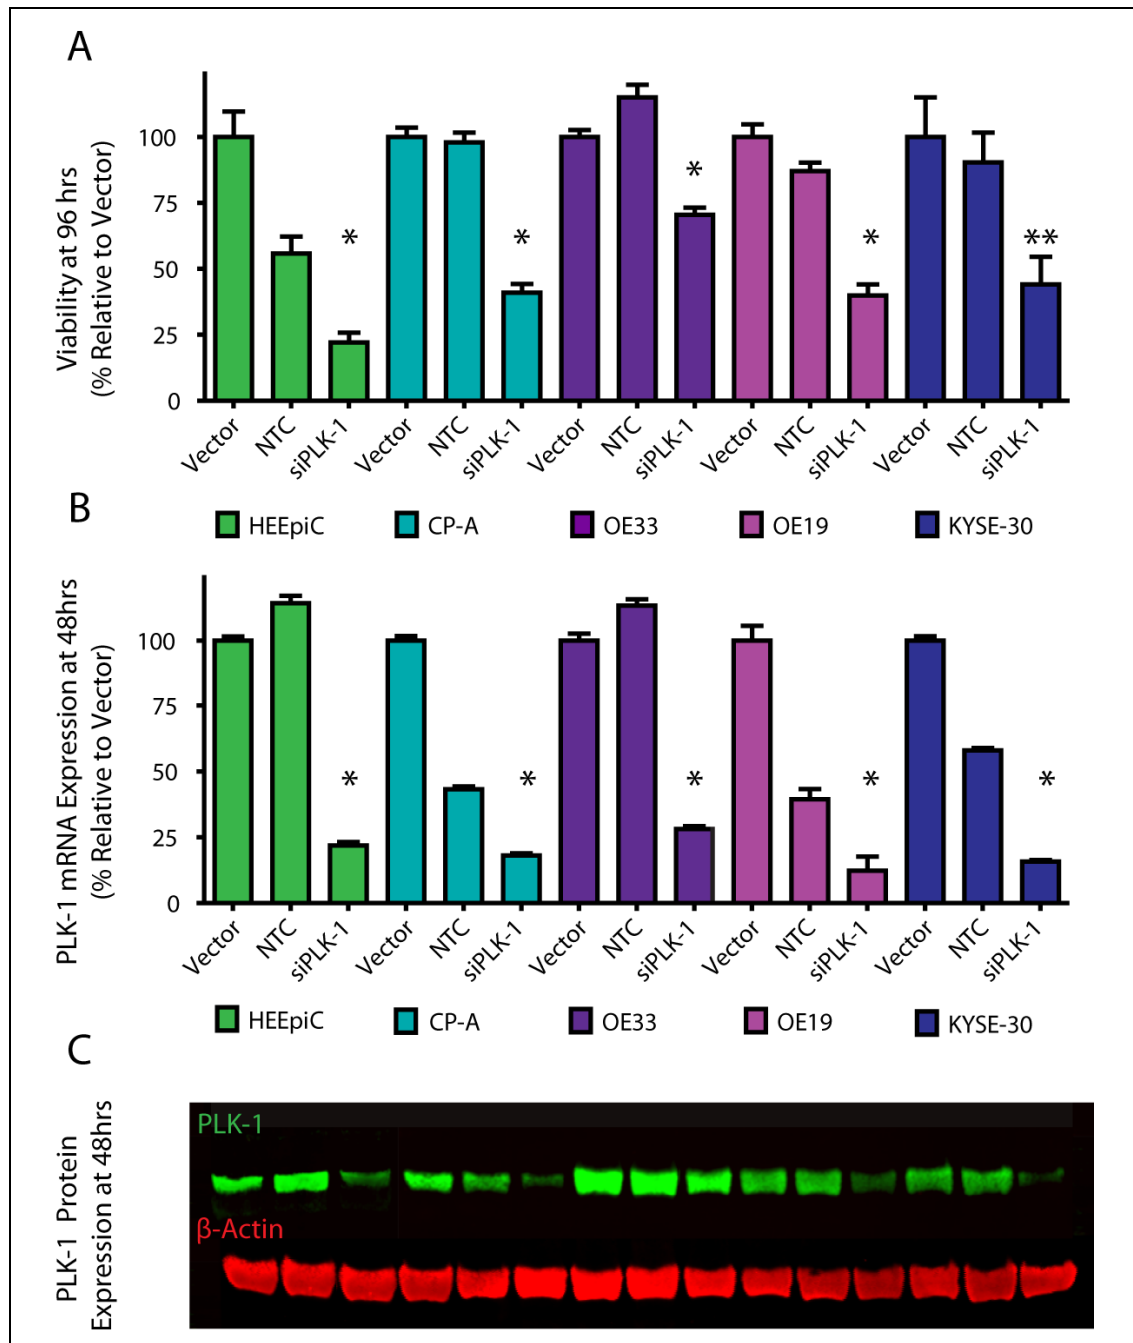 A
Viability at 96 hrs
(% Relative to Vector)
100
75
50
25
0
* * * * **
Vector NTC siPLK-1 Vector NTC siPLK-1 Vector NTC siPLK-1 Vector NTC siPLK-1 Vector NTC siPLK-1
HEEpiC CP-A OE33 OE19 KYSE-30
B
PLK-1 mRNA Expression at 48hrs
(% Relative to Vector)
100
75
50
25
0
* * * * *
Vector NTC siPLK-1 Vector NTC siPLK-1 Vector NTC siPLK-1 Vector NTC siPLK-1 Vector NTC siPLK-1
HEEpiC CP-A OE33 OE19 KYSE-30
C
PLK-1 Protein
Expression at 48hrs
PLK-1
β-Actin